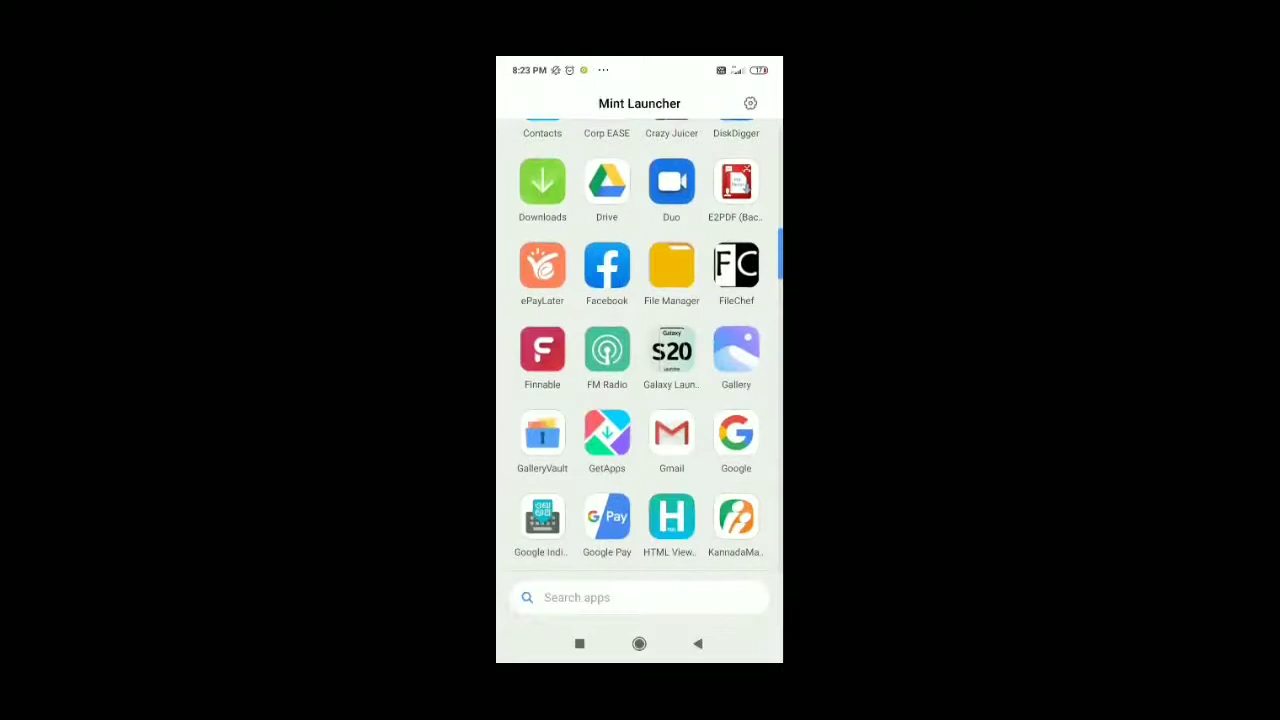 8:23 PM ... 17
Mint Launcher
Contacts Corp EASE Crazy Juicer DiskDigger
Downloads Drive Duo E2PDF (Bac..
FC
ePayLater Facebook File Manager FileChef
Galaxy
S20
Finnable FM Radio Galaxy Laun.. Gallery
GalleryVault GetApps Gmail Google
G Pay H
Google Indi.. Google Pay HTML View.. KannadaMa..
Search apps